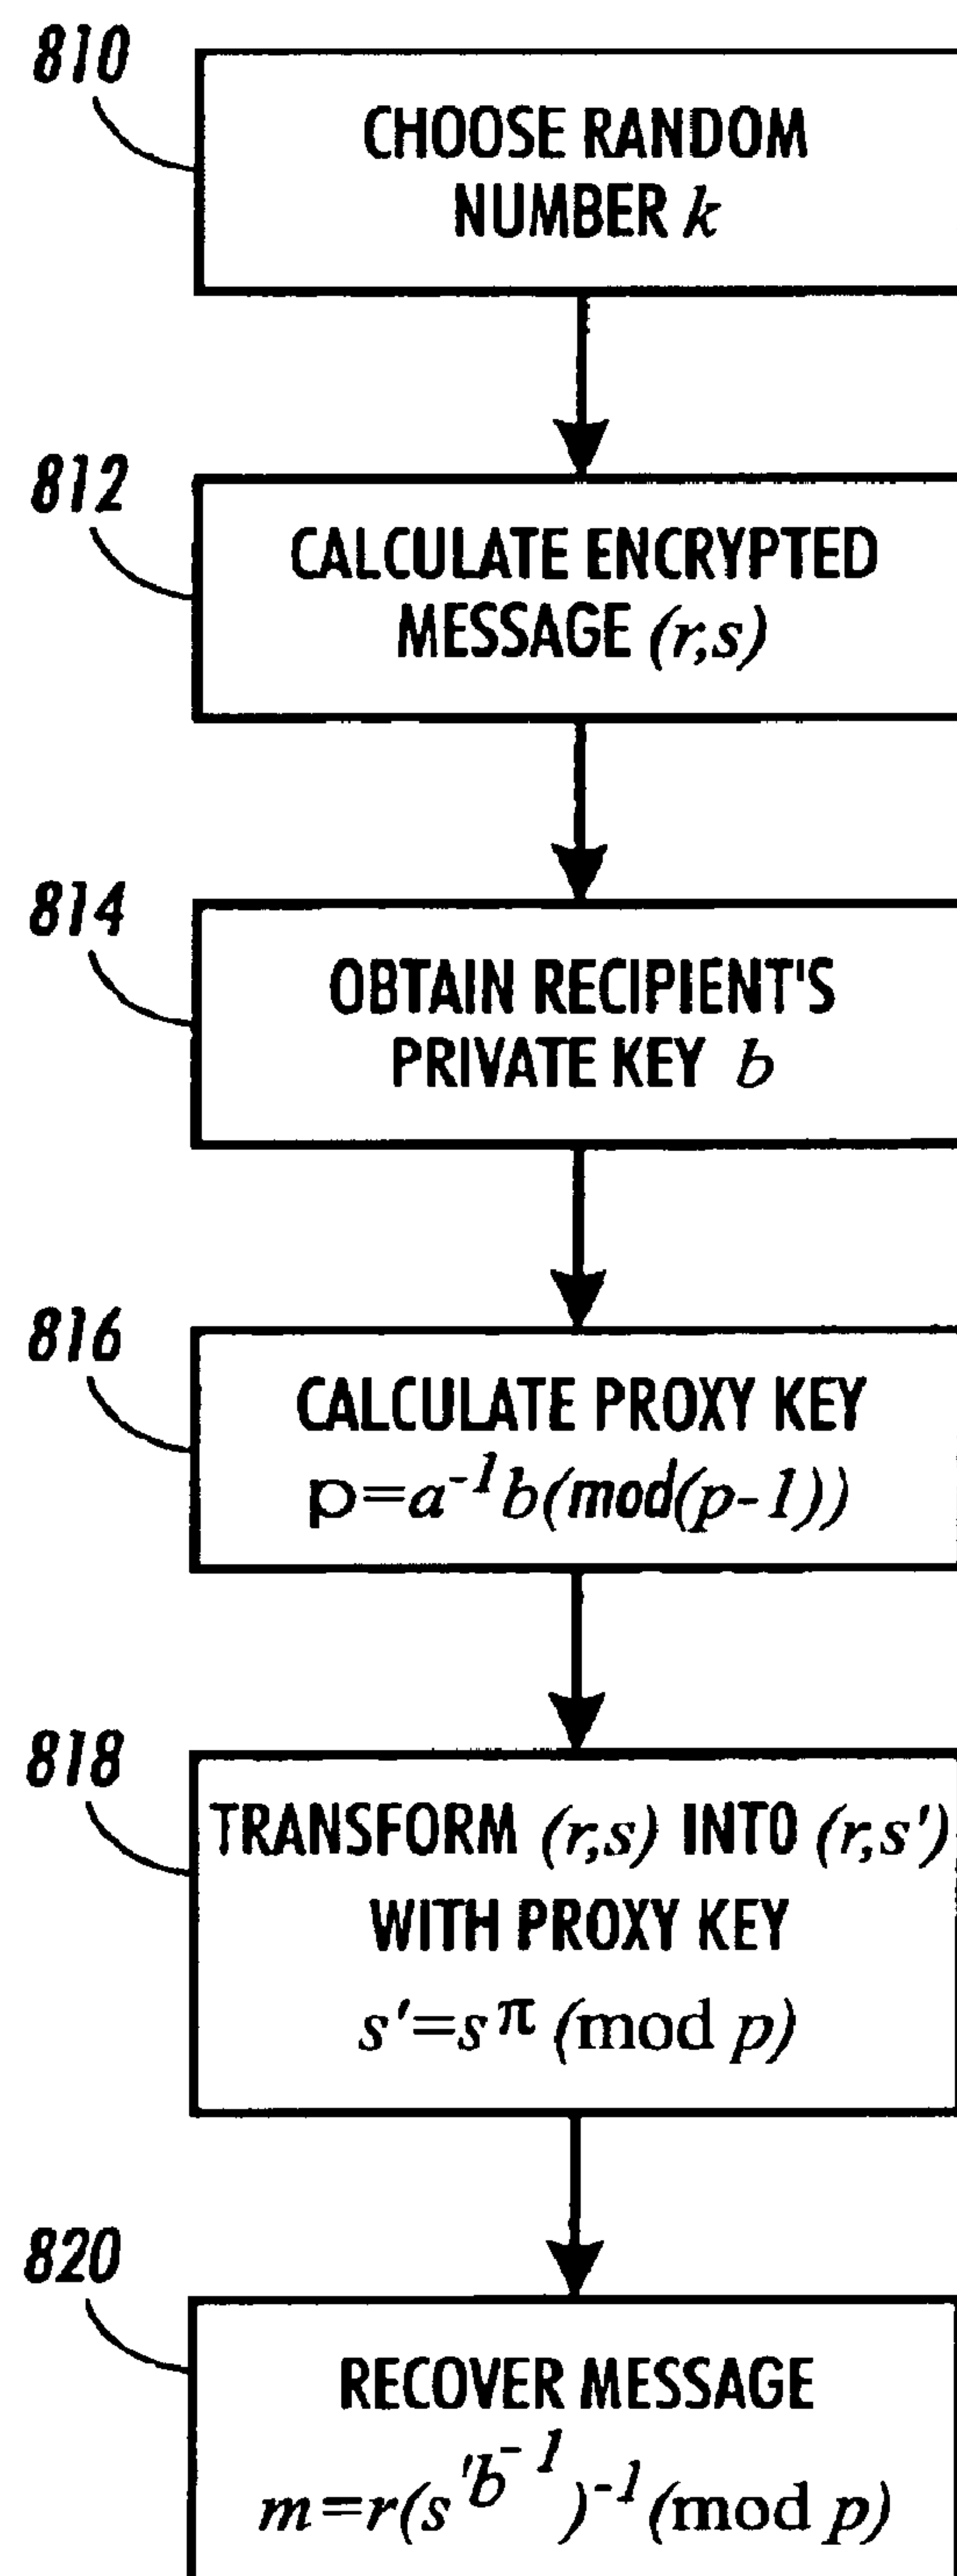 810
CHOOSE RANDOM
NUMBER k
812
CALCULATE ENCRYPTED
MESSAGE (r,s)
814
OBTAIN RECIPIENT'S
PRIVATE KEY b
816
CALCULATE PROXY KEY
p=a⁻¹b(mod(p-1))
818
TRANSFORM (r,s) INTO (r,s')
WITH PROXY KEY
s'=s^π (mod p)
820
RECOVER MESSAGE
m=r(s'^b⁻¹)⁻¹(mod p)